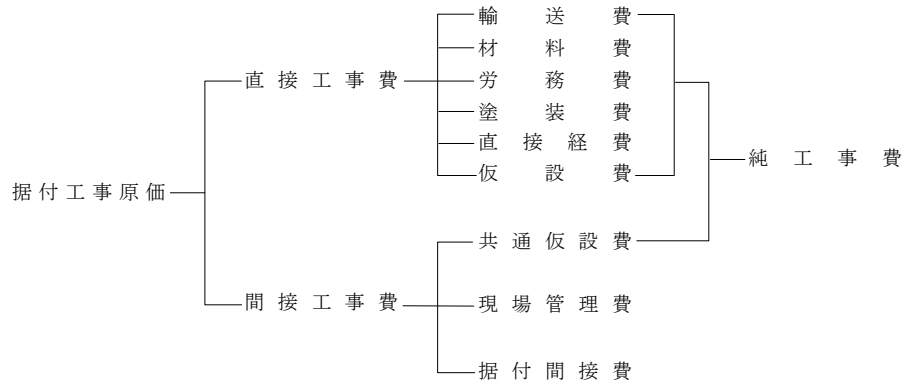 輸送費
材料費
直接工事費
労務費
塗装費
直接経費
純工事費
仮設費
据付工事原価
共通仮設費
間接工事費
現場管理費
据付間接費